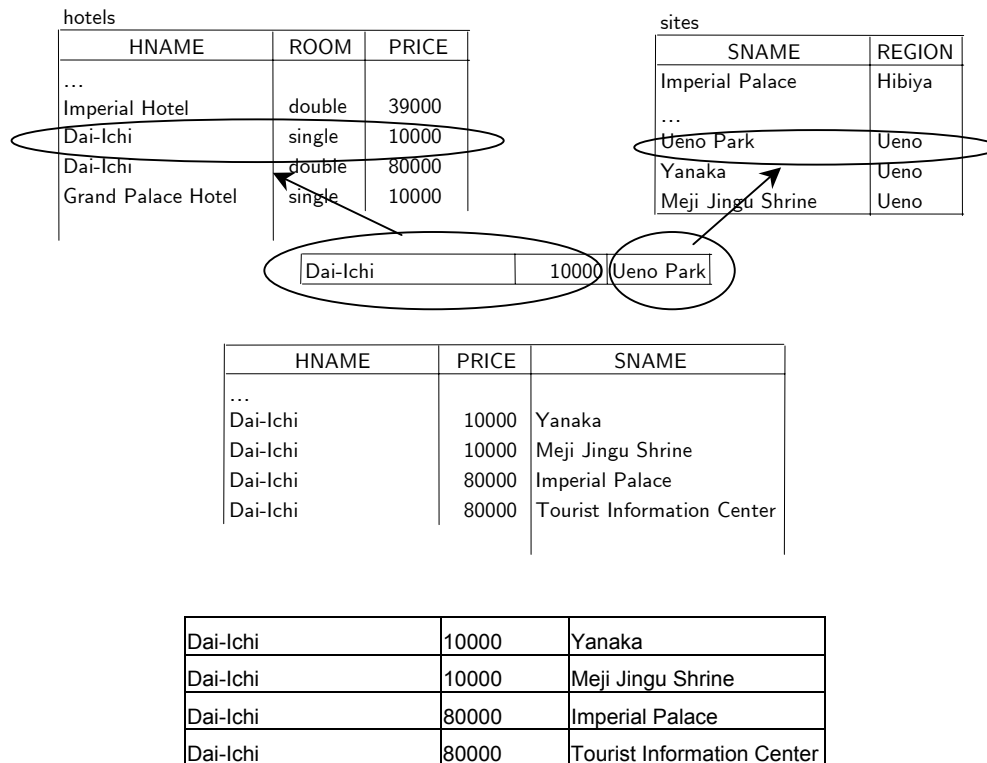 hotels
HNAME ROOM PRICE
...
Imperial Hotel double 39000
Dai-Ichi single 10000
Dai-Ichi double 80000
Grand Palace Hotel single 10000
sites
SNAME REGION
Imperial Palace Hibiya
...
Ueno Park Ueno
Yanaka Ueno
Meji Jingu Shrine Ueno
Dai-Ichi 10000 Ueno Park
HNAME PRICE SNAME
...
Dai-Ichi 10000 Yanaka
Dai-Ichi 10000 Meji Jingu Shrine
Dai-Ichi 80000 Imperial Palace
Dai-Ichi 80000 Tourist Information Center
Dai-Ichi 10000 Yanaka
Dai-Ichi 10000 Meji Jingu Shrine
Dai-Ichi 80000 Imperial Palace
Dai-Ichi 80000 Tourist Information Center